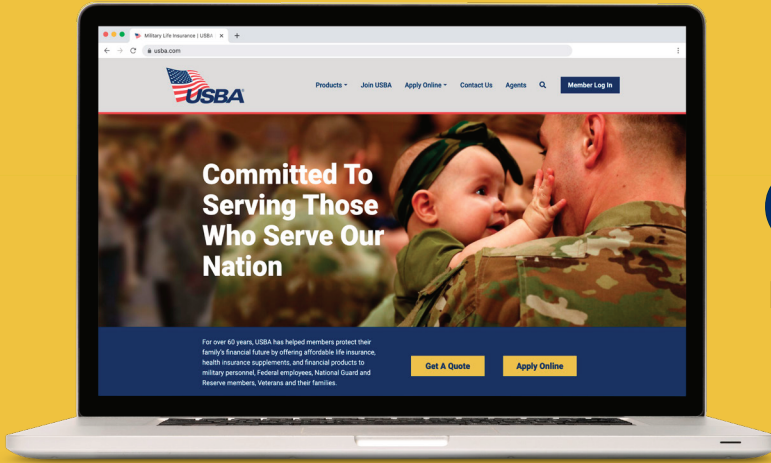 Military Life Insurance | USBA
usba.com
USBA
Products
Join USBA
Apply Online
Contact Us
Agents
Member Log In
Committed To
Serving Those
Who Serve Our
Nation
For over 60 years, USBA has helped members protect their
family's financial future by offering affordable life insurance,
health insurance supplements, and financial products to
military personnel, Federal employees, National Guard and
Reserve members, Veterans and their families.
Get A Quote
Apply Online